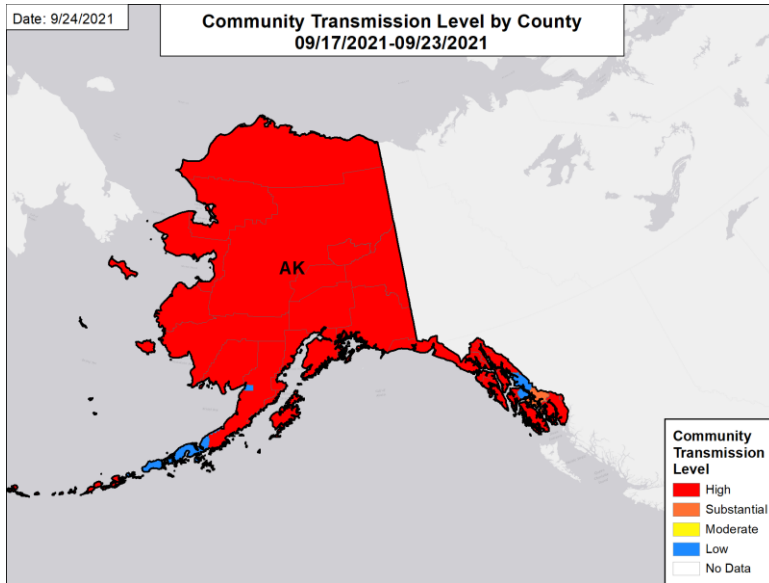 Date: 9/24/2021
Community Transmission Level by County
09/17/2021-09/23/2021
AK
Community
Transmission
Level
High
Substantial
Moderate
Low
No Data